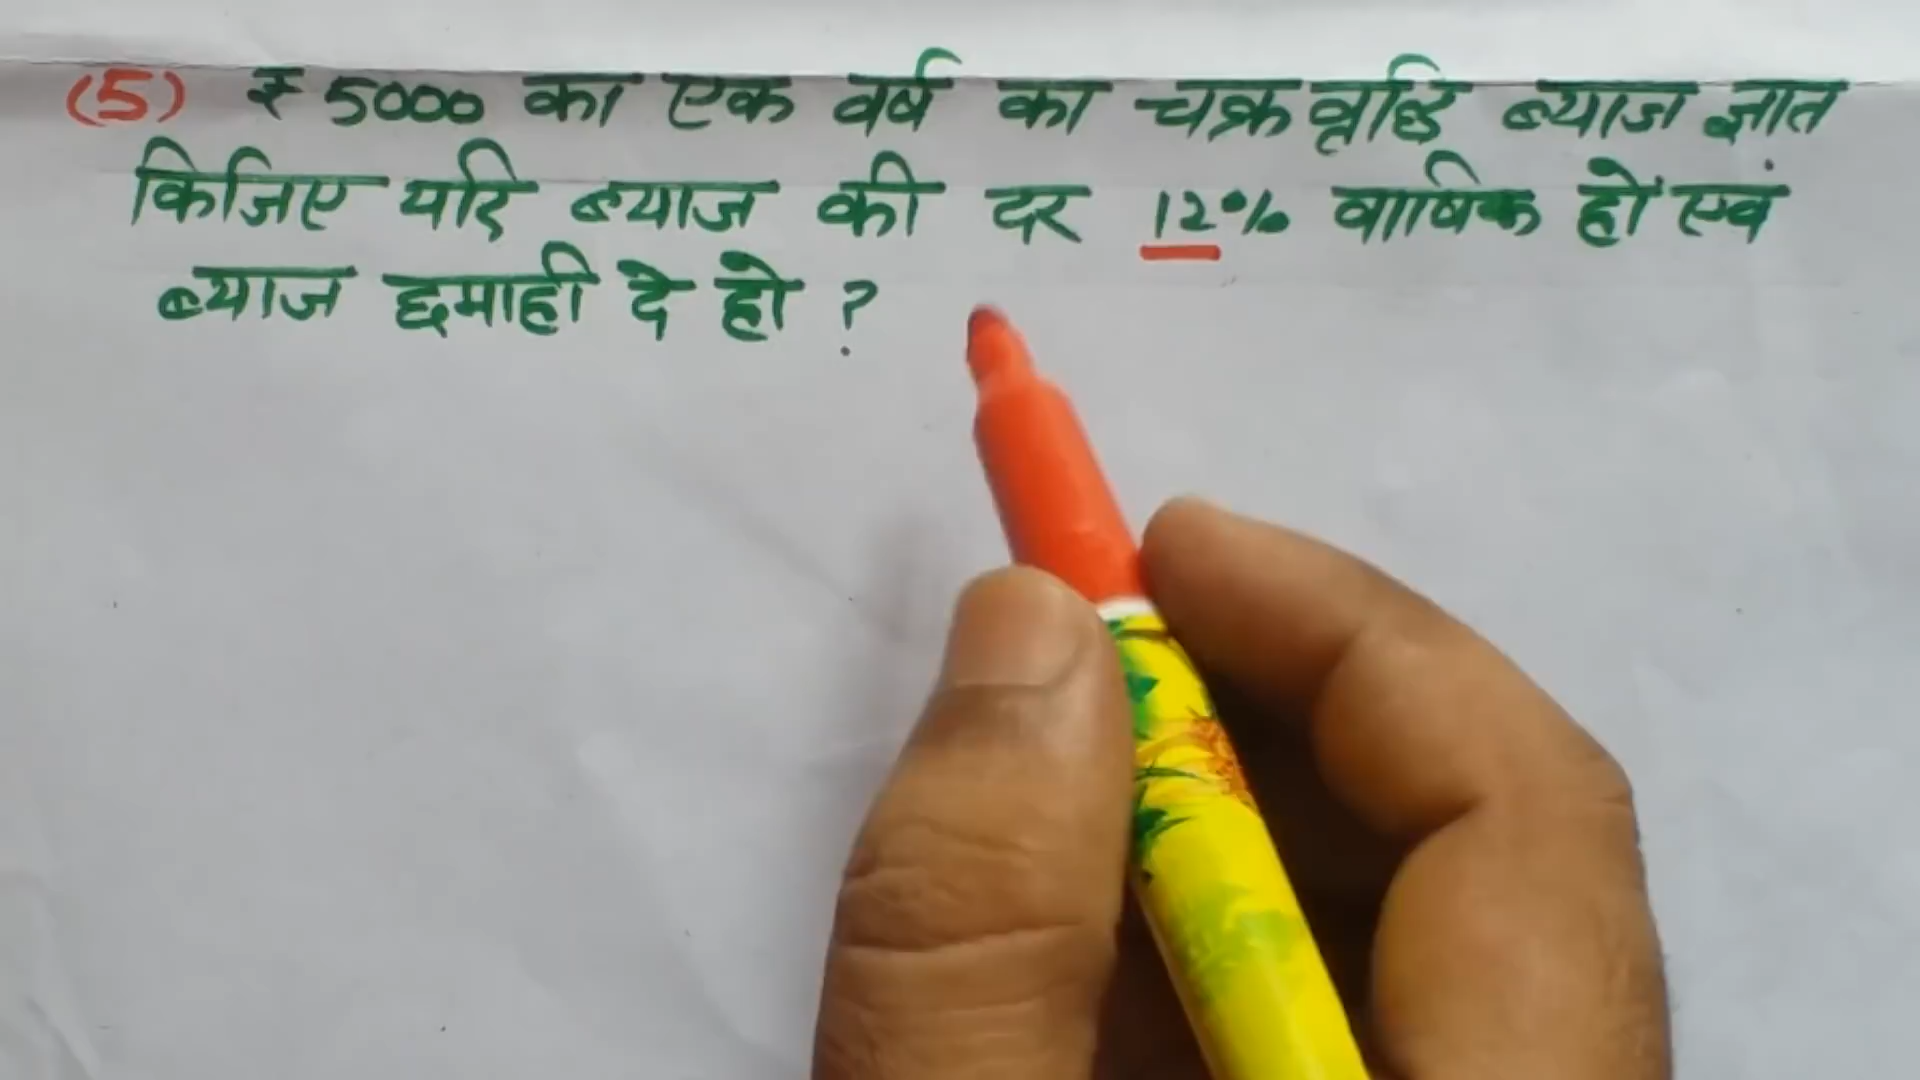 (5) ₹ 5000 का एक वर्ष का चक्रवृद्धि ब्याज ज्ञात
किजिए यदि ब्याज की दर 12% वार्षिक हो एवं
ब्याज छमाही दे हो ?